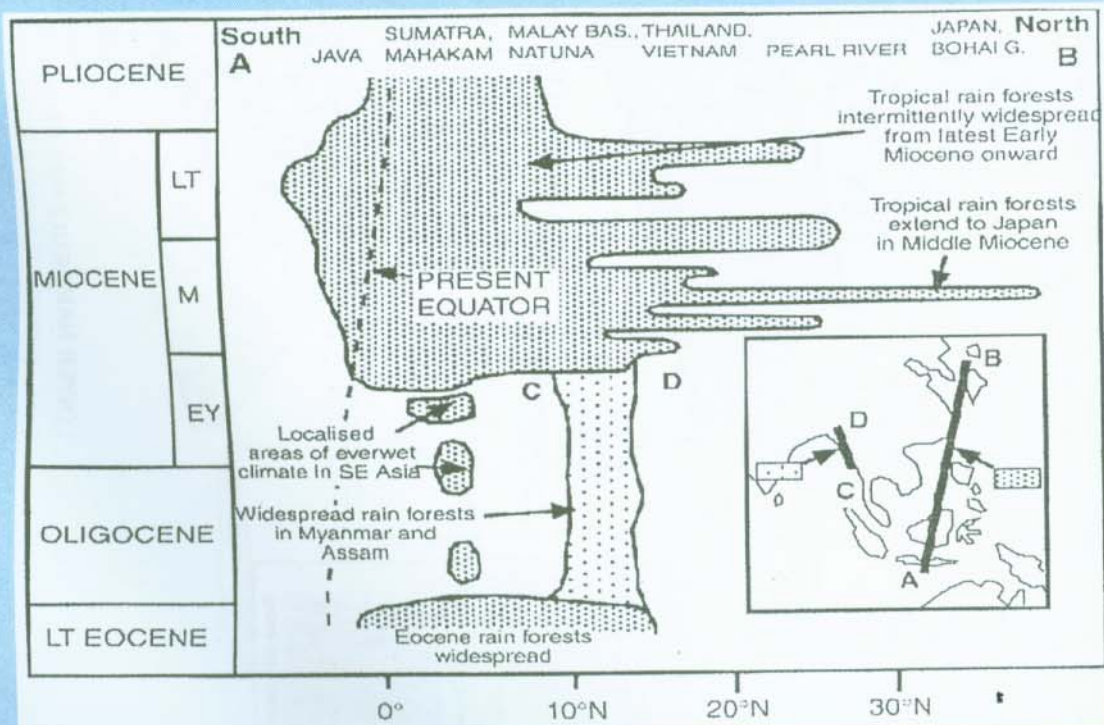 South
North
A
B
JAVA
SUMATRA,
MAHAKAM
MALAY BAS.,
NATUNA
THAILAND,
VIETNAM
PEARL RIVER
JAPAN,
BOHAI G.
PLIOCENE
MIOCENE
LT
M
EY
OLIGOCENE
LT EOCENE
Tropical rain forests
intermittently widespread
from latest Early
Miocene onward
Tropical rain forests
extend to Japan
in Middle Miocene
PRESENT
EQUATOR
C
D
Localised
areas of everwet
climate in SE Asia
Widespread rain forests
in Myanmar and
Assam
Eocene rain forests
widespread
B
D
C
A
0°
10°N
20°N
30°N